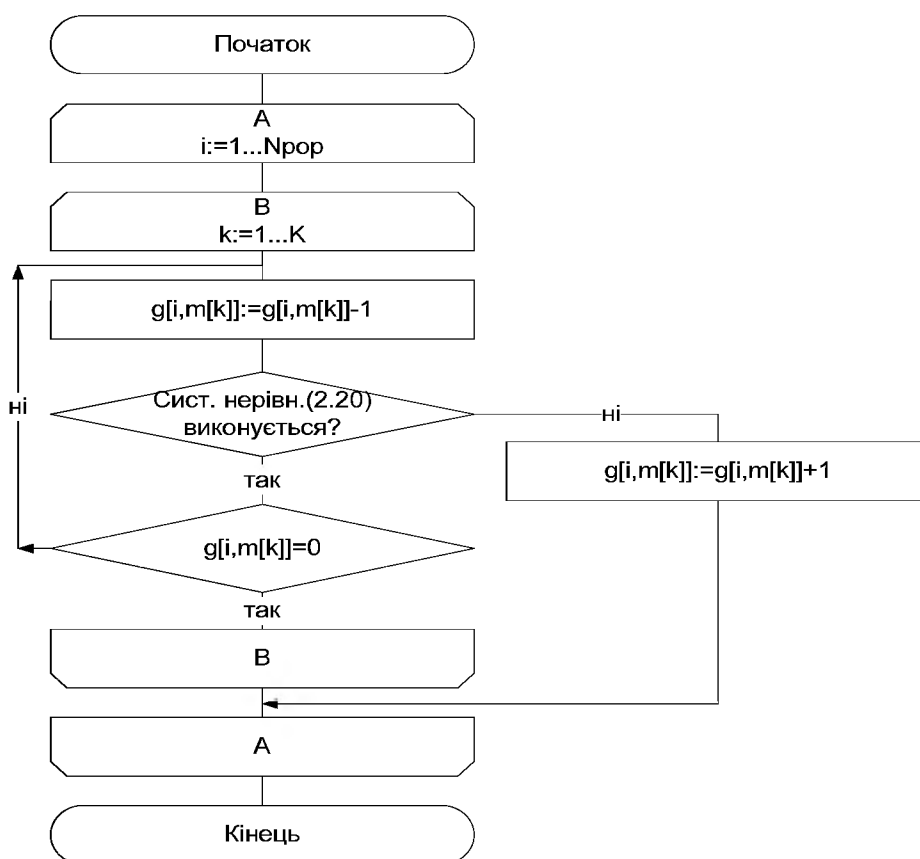 Початок
A
i:=1...Npop
B
k:=1...K
g[i,m[k]]:=g[i,m[k]]-1
Сист. нерівн.(2.20)
виконується?
ні
ні
так
g[i,m[k]]:=g[i,m[k]]+1
g[i,m[k]]=0
так
B
A
Кінець